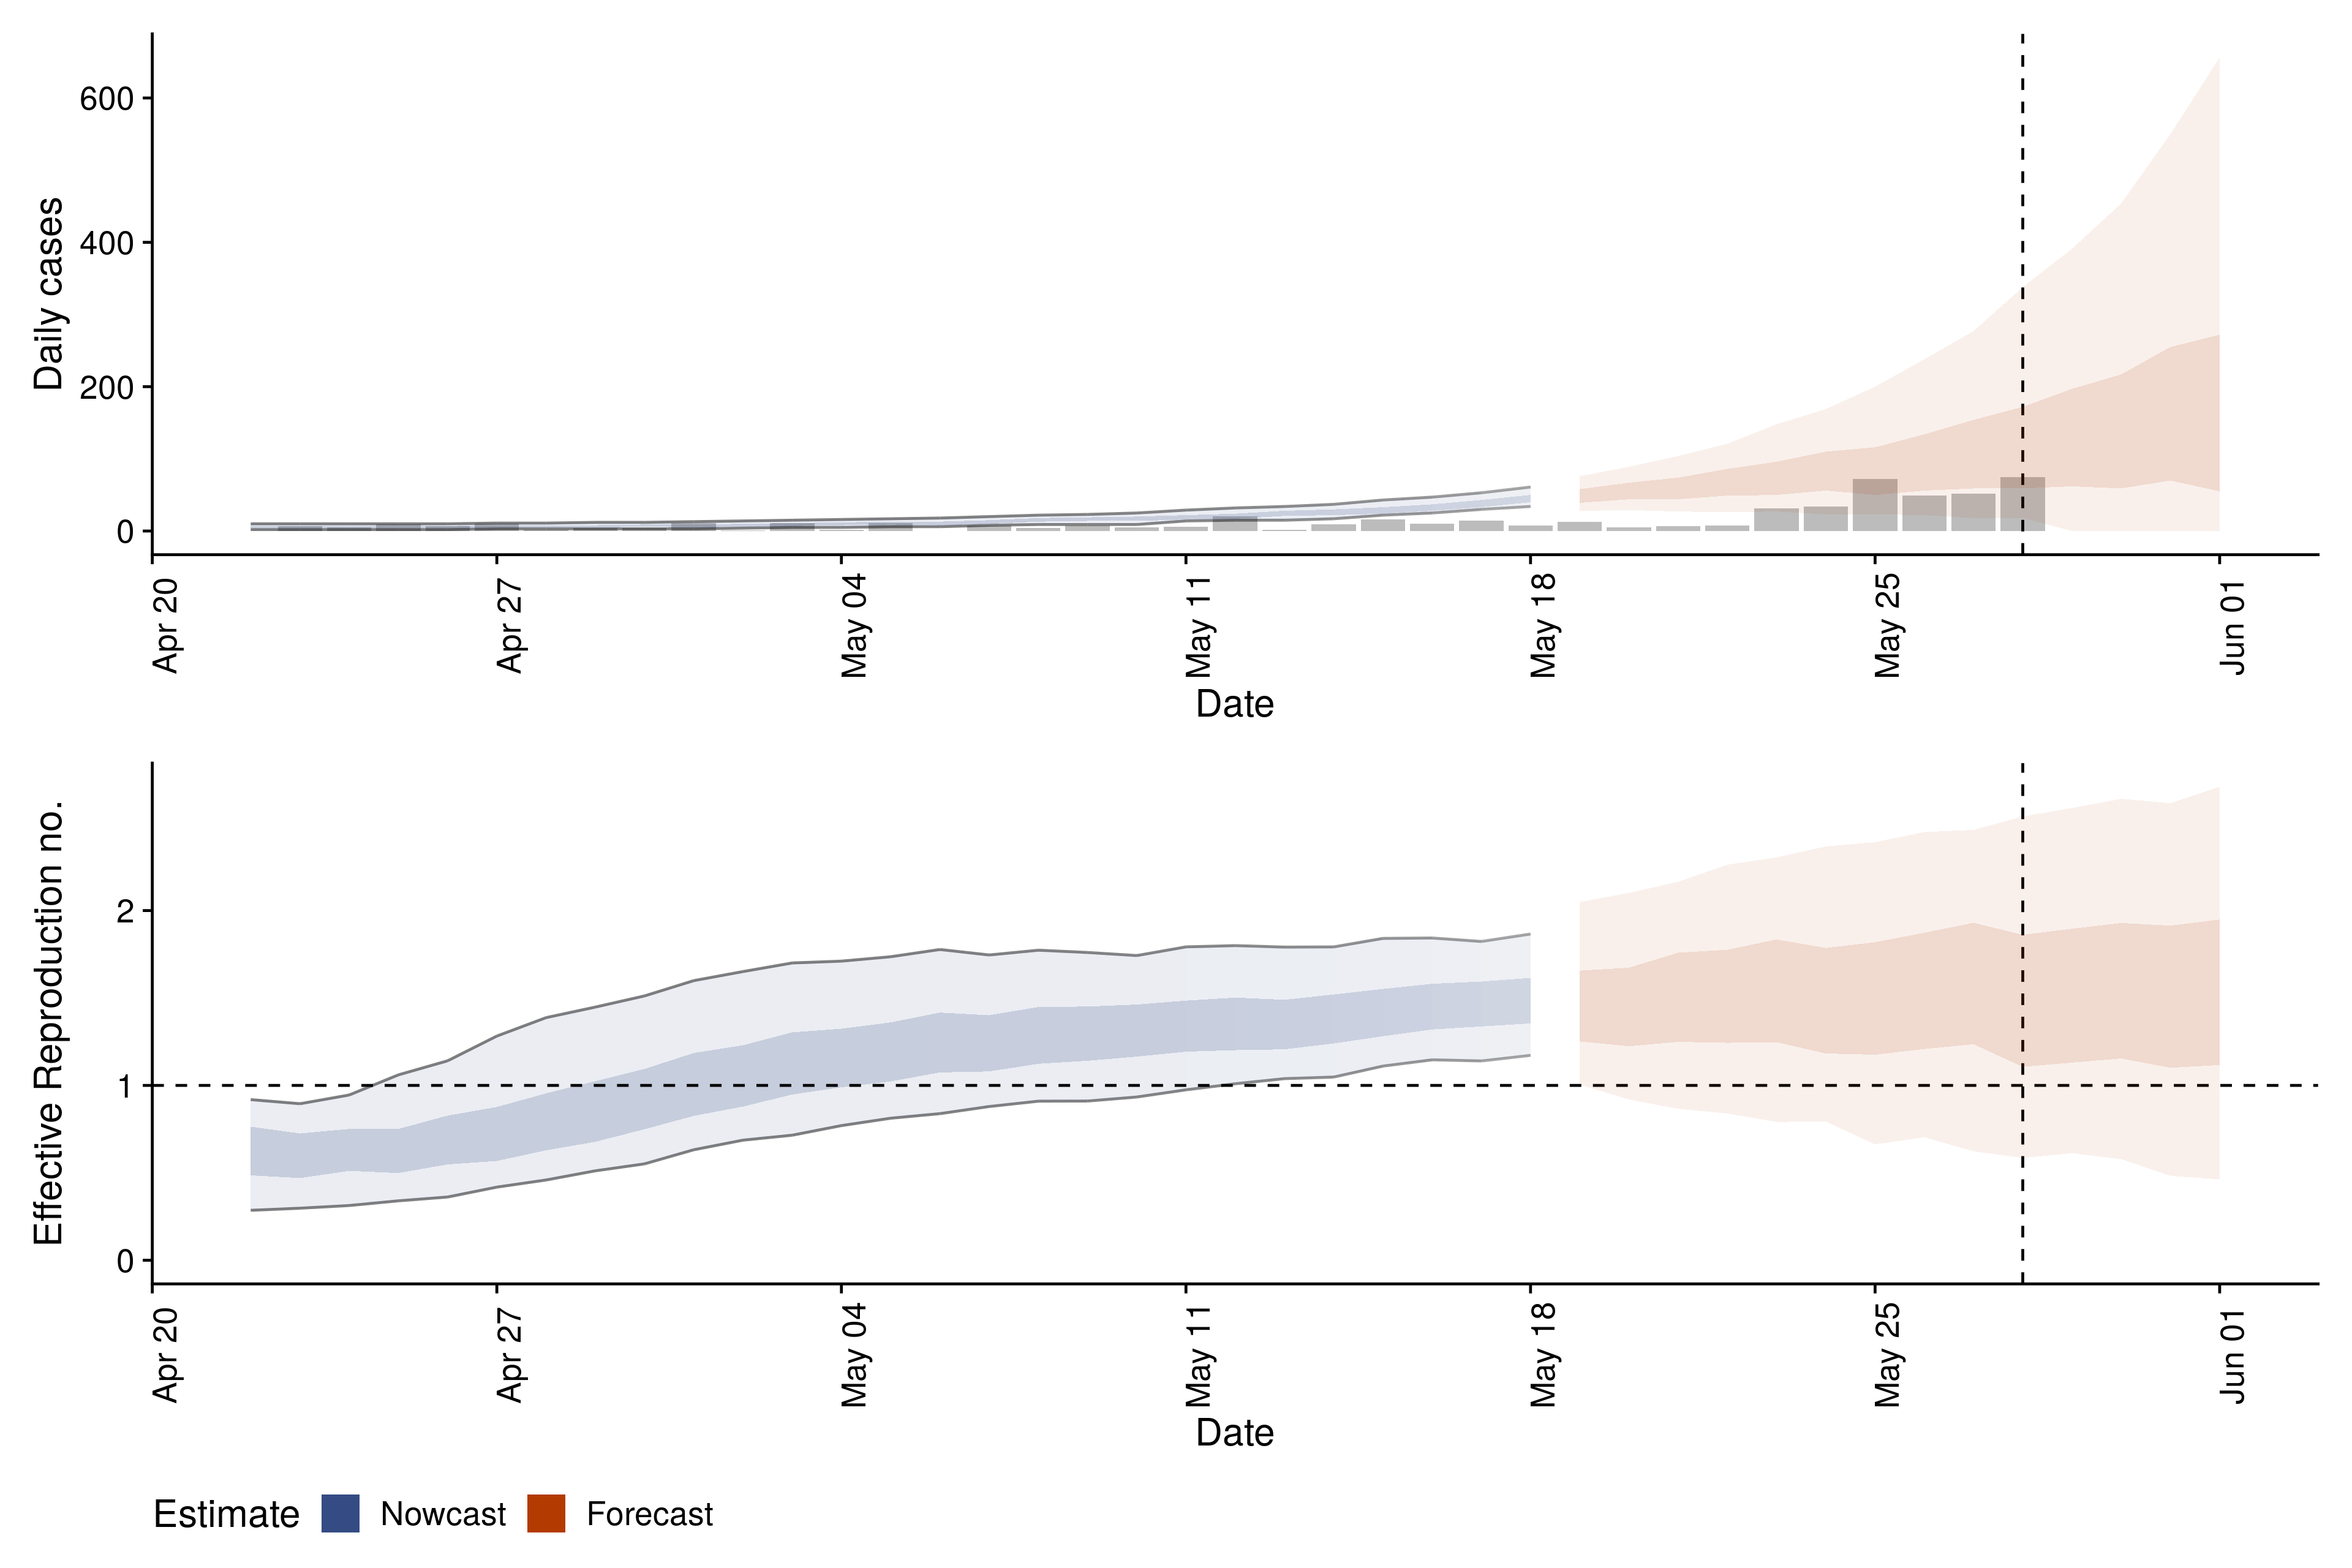 Daily cases
600
400
200
0
Apr 20
Apr 27
May 04
May 11
May 18
May 25
Jun 01
Date
Effective Reproduction no.
2
1
0
Apr 20
Apr 27
May 04
May 11
May 18
May 25
Jun 01
Date
Estimate Nowcast Forecast